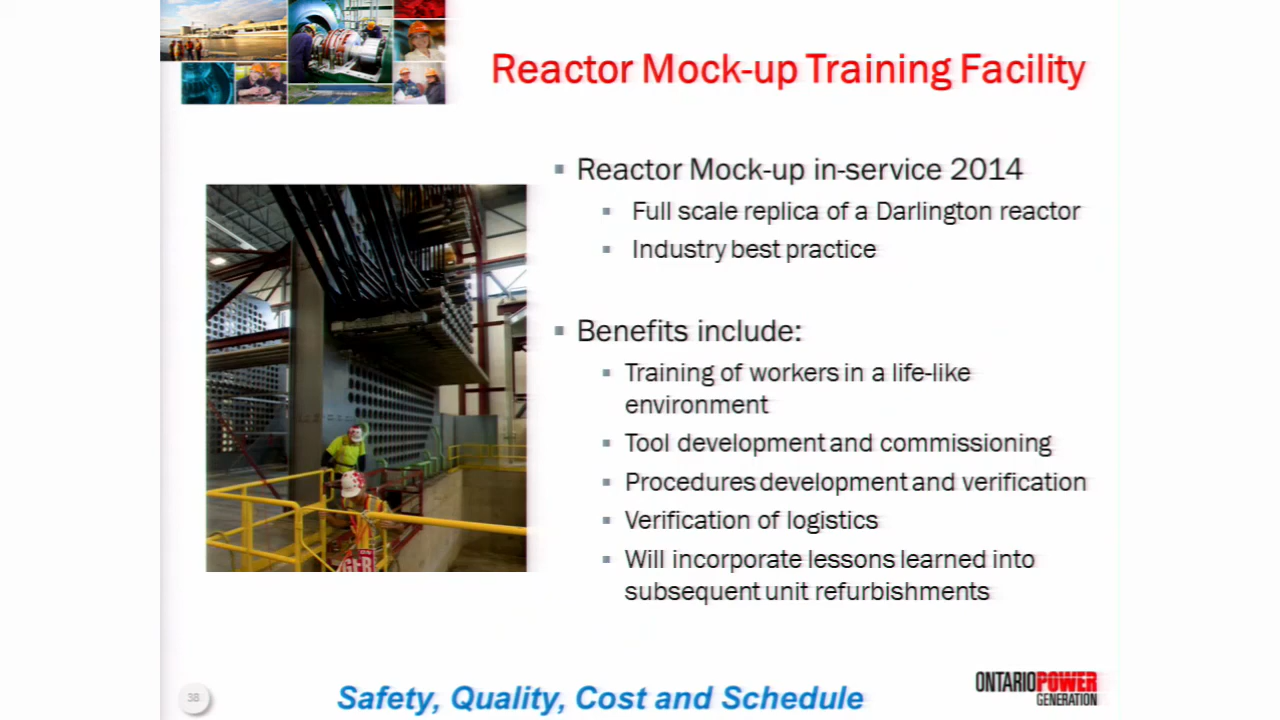 Reactor Mock-up Training Facility
Reactor Mock-up in-service 2014
Full scale replica of a Darlington reactor
Industry best practice
Benefits include:
Training of workers in a life-like
environment
Tool development and commissioning
Procedures development and verification
Verification of logistics
Will incorporate lessons learned into
subsequent unit refurbishments
38
Safety, Quality, Cost and Schedule
ONTARIOPOWER
GENERATION